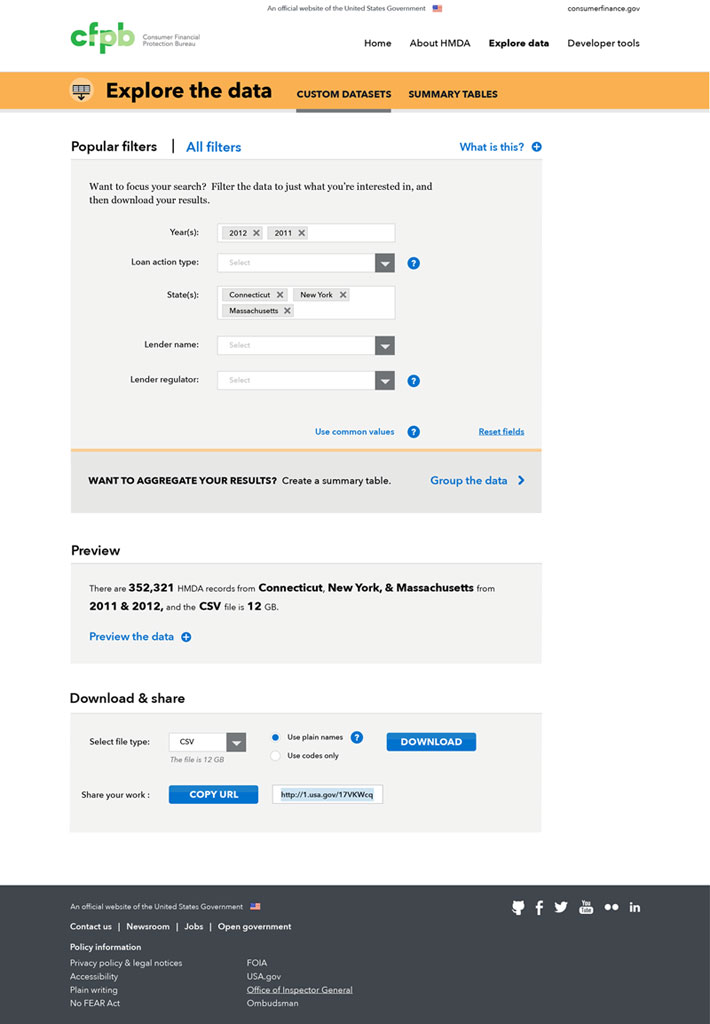 An official website of the United States Government
consumerfinance.gov
cfpb Consumer Financial
Protection Bureau
Home About HMDA Explore data Developer tools
Explore the data CUSTOM DATASETS SUMMARY TABLES
Popular filters | All filters What is this?
Want to focus your search? Filter the data to just what you're interested in, and
then download your results.
Year(s): 2012 2011
Loan action type: Select ?
State(s): Connecticut New York
Massachusetts
Lender name: Select
Lender regulator: Select ?
Use common values ? Reset fields
WANT TO AGGREGATE YOUR RESULTS? Create a summary table. Group the data
Preview
There are 352,321 HMDA records from Connecticut, New York, & Massachusetts from
2011 & 2012, and the CSV file is 12 GB.
Preview the data
Download & share
Select file type: CSV Use plain names ? DOWNLOAD
The file is 12 GB Use codes only
Share your work : COPY URL http://1.usa.gov/17VKWcq
An official website of the United States Government
You Tube in
Contact us | Newsroom | Jobs | Open government
Policy information
Privacy policy & legal notices FOIA
Accessibility USA.gov
Plain writing Office of Inspector General
No FEAR Act Ombudsman